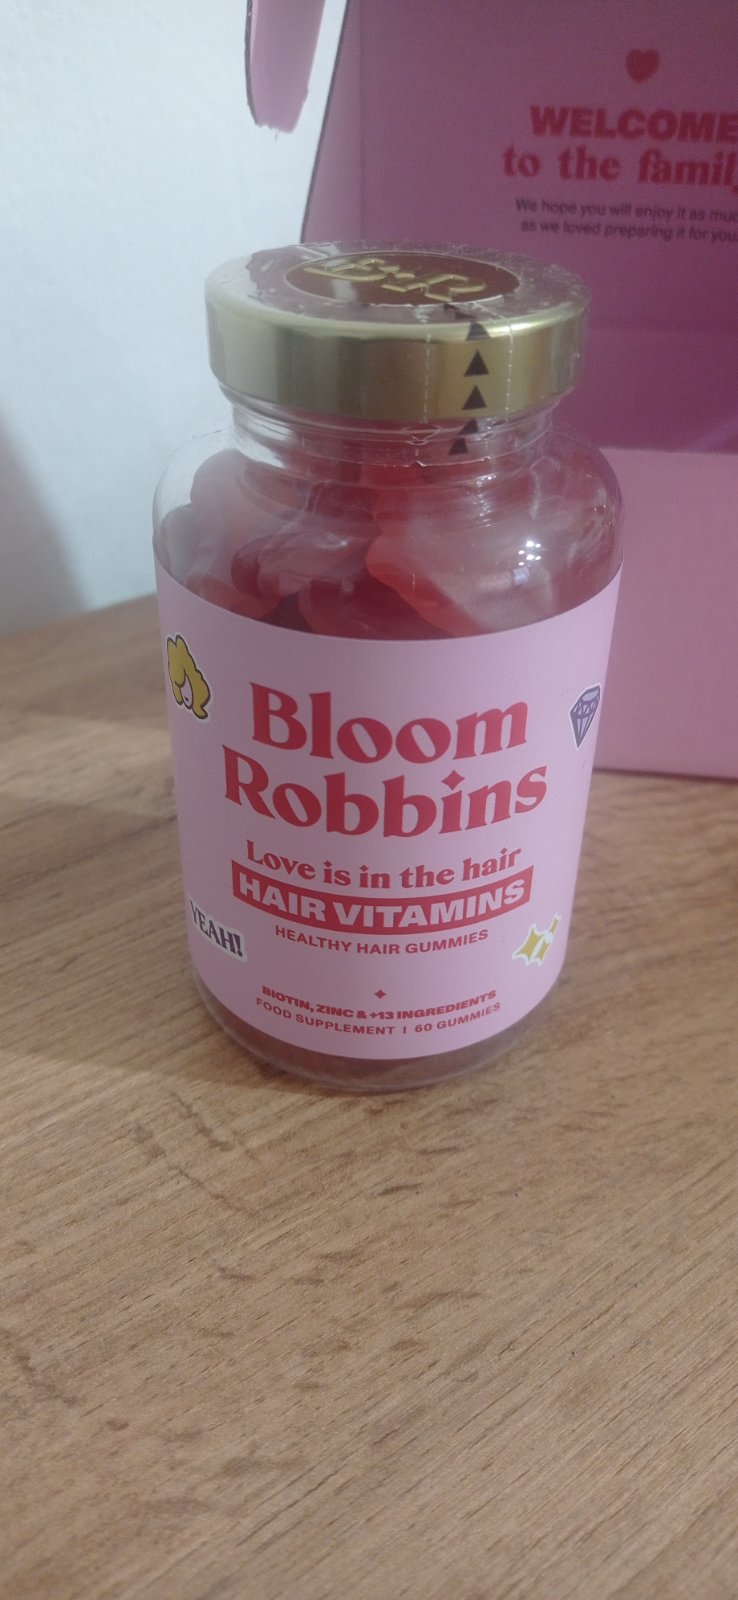 WELCOME
to the family
We hope you will enjoy it as muc
as we loved preparing it for you
B R
Bloom
Robbins
Love is in the hair
HAIR VITAMINS
HEALTHY HAIR GUMMIES
YEAH!
BIOTIN, ZINC & +13 INGREDIENTS
FOOD SUPPLEMENT | 60 GUMMIES